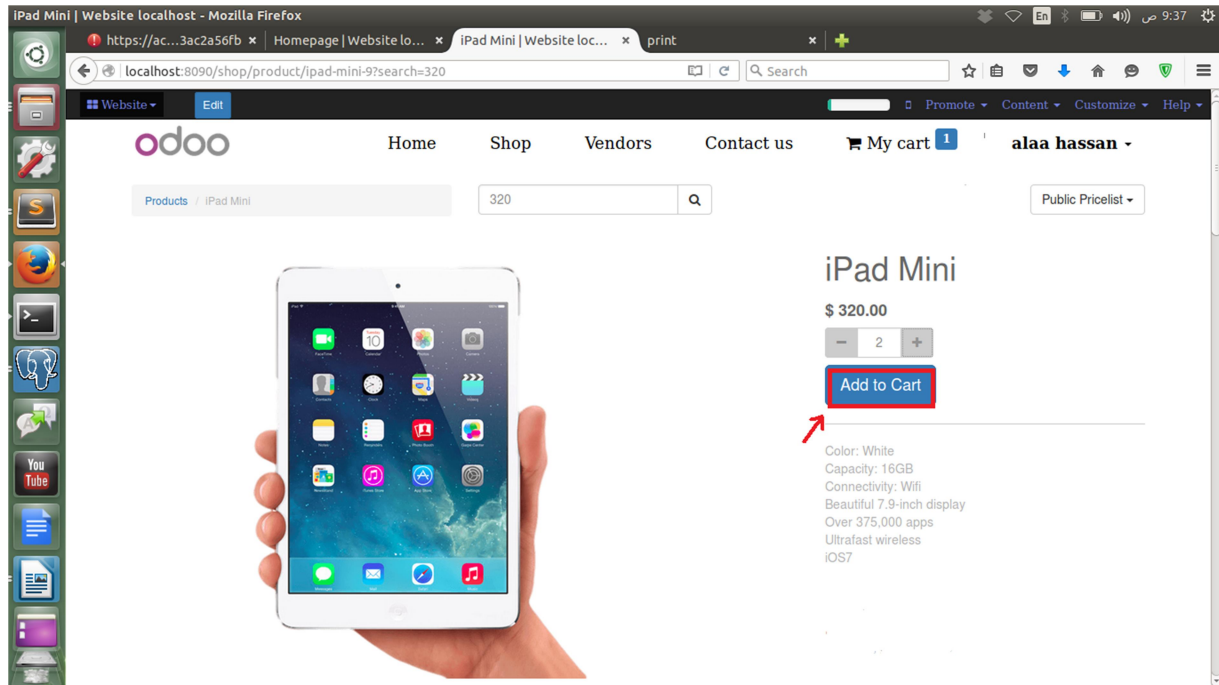 iPad Mini | Website localhost - Mozilla Firefox
En
9:37 ص
https://ac...3ac2a56fb ×
Homepage | Website lo... ×
iPad Mini | Website loc... ×
print ×
localhost:8090/shop/product/ipad-mini-9?search=320
Search
Website
Edit
Promote
Content
Customize
Help
odoo
Home
Shop
Vendors
Contact us
My cart 1
alaa hassan
Products / iPad Mini
320
Public Pricelist
iPad Mini
$ 320.00
- 2 +
Add to Cart
Color: White
Capacity: 16GB
Connectivity: Wifi
Beautiful 7.9-inch display
Over 375,000 apps
Ultrafast wireless
iOS7
You
Tube
10